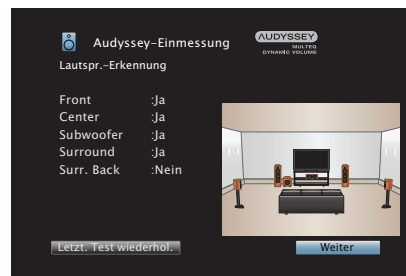 Audyssey-Einmessung
AUDYSSEY
MULTEQ
DYNAMIC VOLUME
Lautspr.-Erkennung
Front :Ja
Center :Ja
Subwoofer :Ja
Surround :Ja
Surr. Back :Nein
Letzt. Test wiederhol.
Weiter